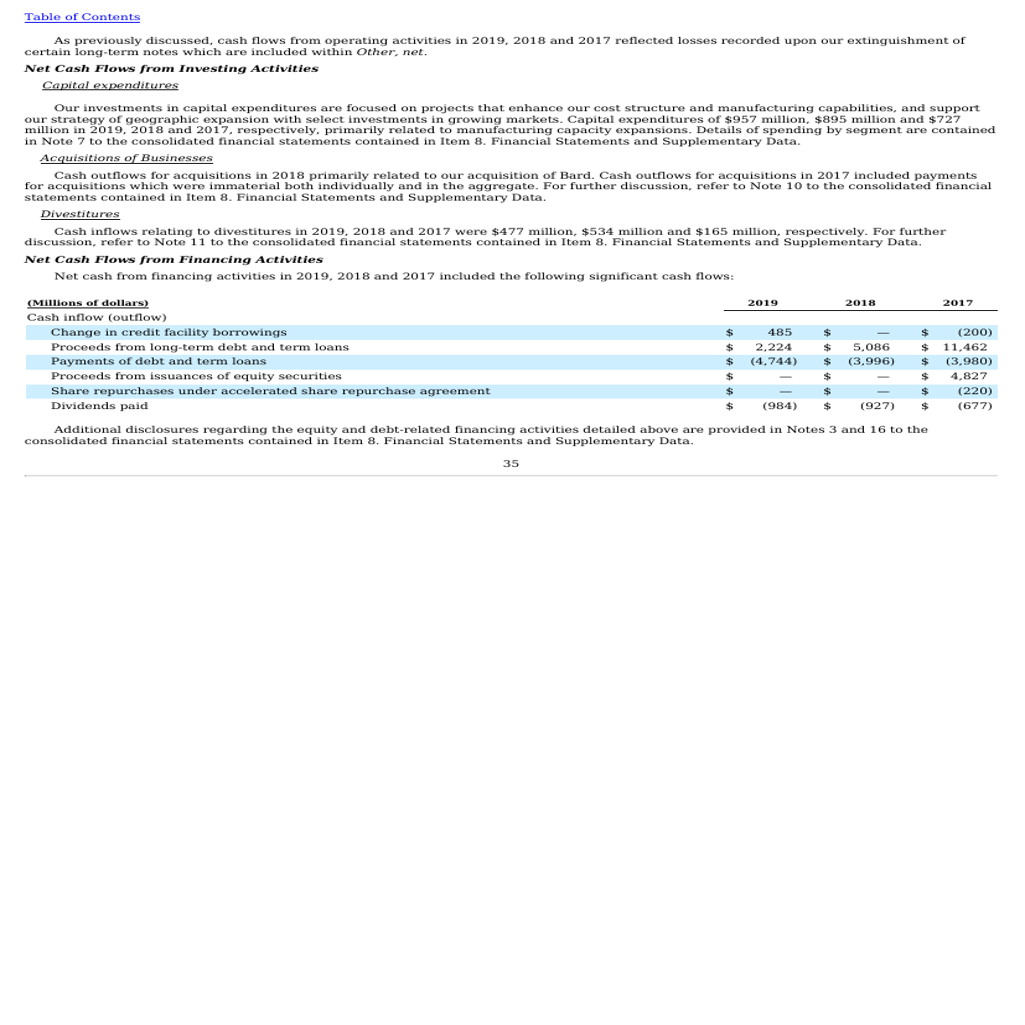 Table of Contents
As previously discussed, cash flows from operating activities in 2019, 2018 and 2017 reflected losses recorded upon our extinguishment of
certain long-term notes which are included within Other, net.
Net Cash Flows from Investing Activities
Capital expenditures
Our investments in capital expenditures are focused on projects that enhance our cost structure and manufacturing capabilities, and support
our strategy of geographic expansion with select investments in growing markets. Capital expenditures of $957 million, $895 million and $727
million in 2019, 2018 and 2017, respectively, primarily related to manufacturing capacity expansions. Details of spending by segment are contained
in Note 7 to the consolidated financial statements contained in Item 8. Financial Statements and Supplementary Data.
Acquisitions of Businesses
Cash outflows for acquisitions in 2018 primarily related to our acquisition of Bard. Cash outflows for acquisitions in 2017 included payments
for acquisitions which were immaterial both individually and in the aggregate. For further discussion, refer to Note 10 to the consolidated financial
statements contained in Item 8. Financial Statements and Supplementary Data.
Divestitures
Cash inflows relating to divestitures in 2019, 2018 and 2017 were $477 million, $534 million and $165 million, respectively. For further
discussion, refer to Note 11 to the consolidated financial statements contained in Item 8. Financial Statements and Supplementary Data.
Net Cash Flows from Financing Activities
Net cash from financing activities in 2019, 2018 and 2017 included the following significant cash flows:
(Millions of dollars) 2019 2018 2017
Cash inflow (outflow)
Change in credit facility borrowings $ 485 $ — $ (200)
Proceeds from long-term debt and term loans $ 2,224 $ 5,086 $ 11,462
Payments of debt and term loans $ (4,744) $ (3,996) $ (3,980)
Proceeds from issuances of equity securities $ — $ — $ 4,827
Share repurchases under accelerated share repurchase agreement $ — $ — $ (220)
Dividends paid $ (984) $ (927) $ (677)
Additional disclosures regarding the equity and debt-related financing activities detailed above are provided in Notes 3 and 16 to the
consolidated financial statements contained in Item 8. Financial Statements and Supplementary Data.
35